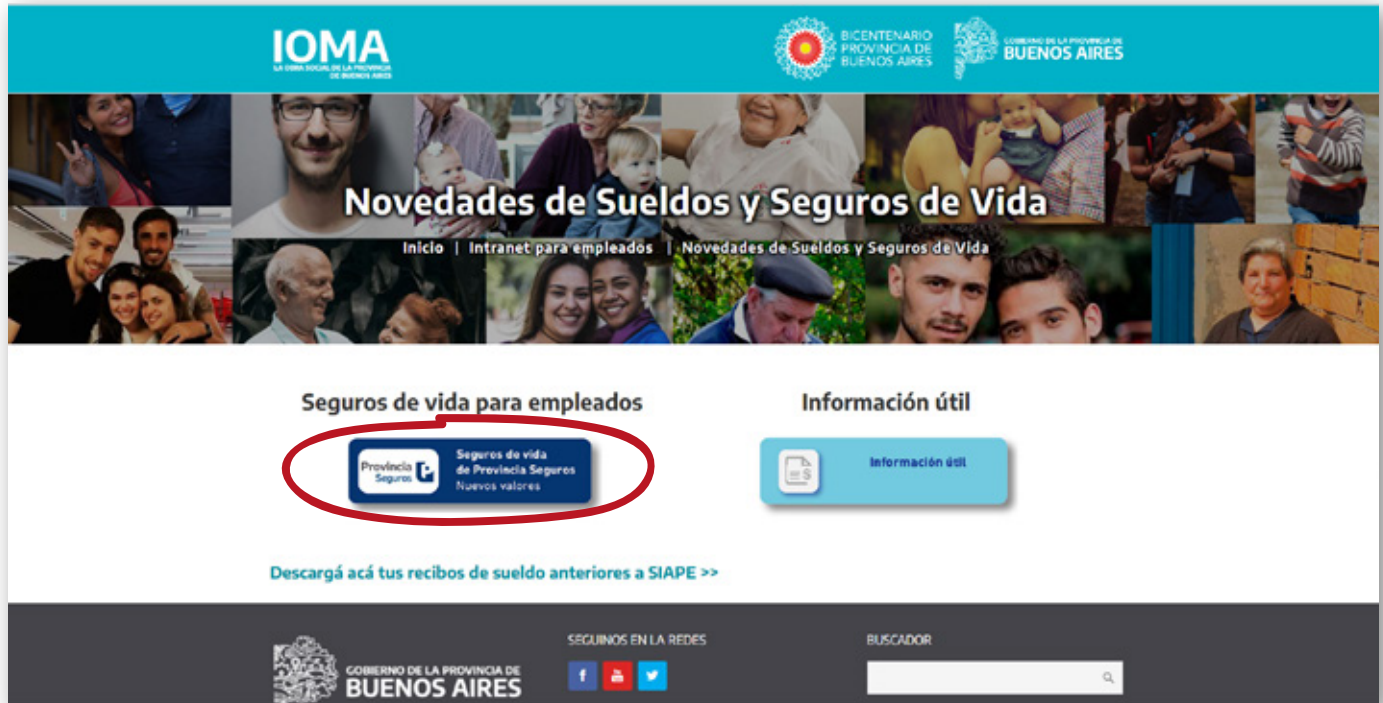 IOMA
LA OBRA SOCIAL DE LA PROVINCIA
DE BUENOS AIRES
BICENTENARIO
PROVINCIA DE
BUENOS AIRES
GOBIERNO DE LA PROVINCIA DE
BUENOS AIRES
Novedades de Sueldos y Seguros de Vida
Inicio | Intranet para empleados | Novedades de Sueldos y Seguros de Vida
Seguros de vida para empleados
Información útil
Provincia
Seguros
Seguros de vida
de Provincia Seguros
Nuevos valores
Información útil
Descargá acá tus recibos de sueldo anteriores a SIAPE >>
GOBIERNO DE LA PROVINCIA DE
BUENOS AIRES
SEGUINOS EN LA REDES
BUSCADOR